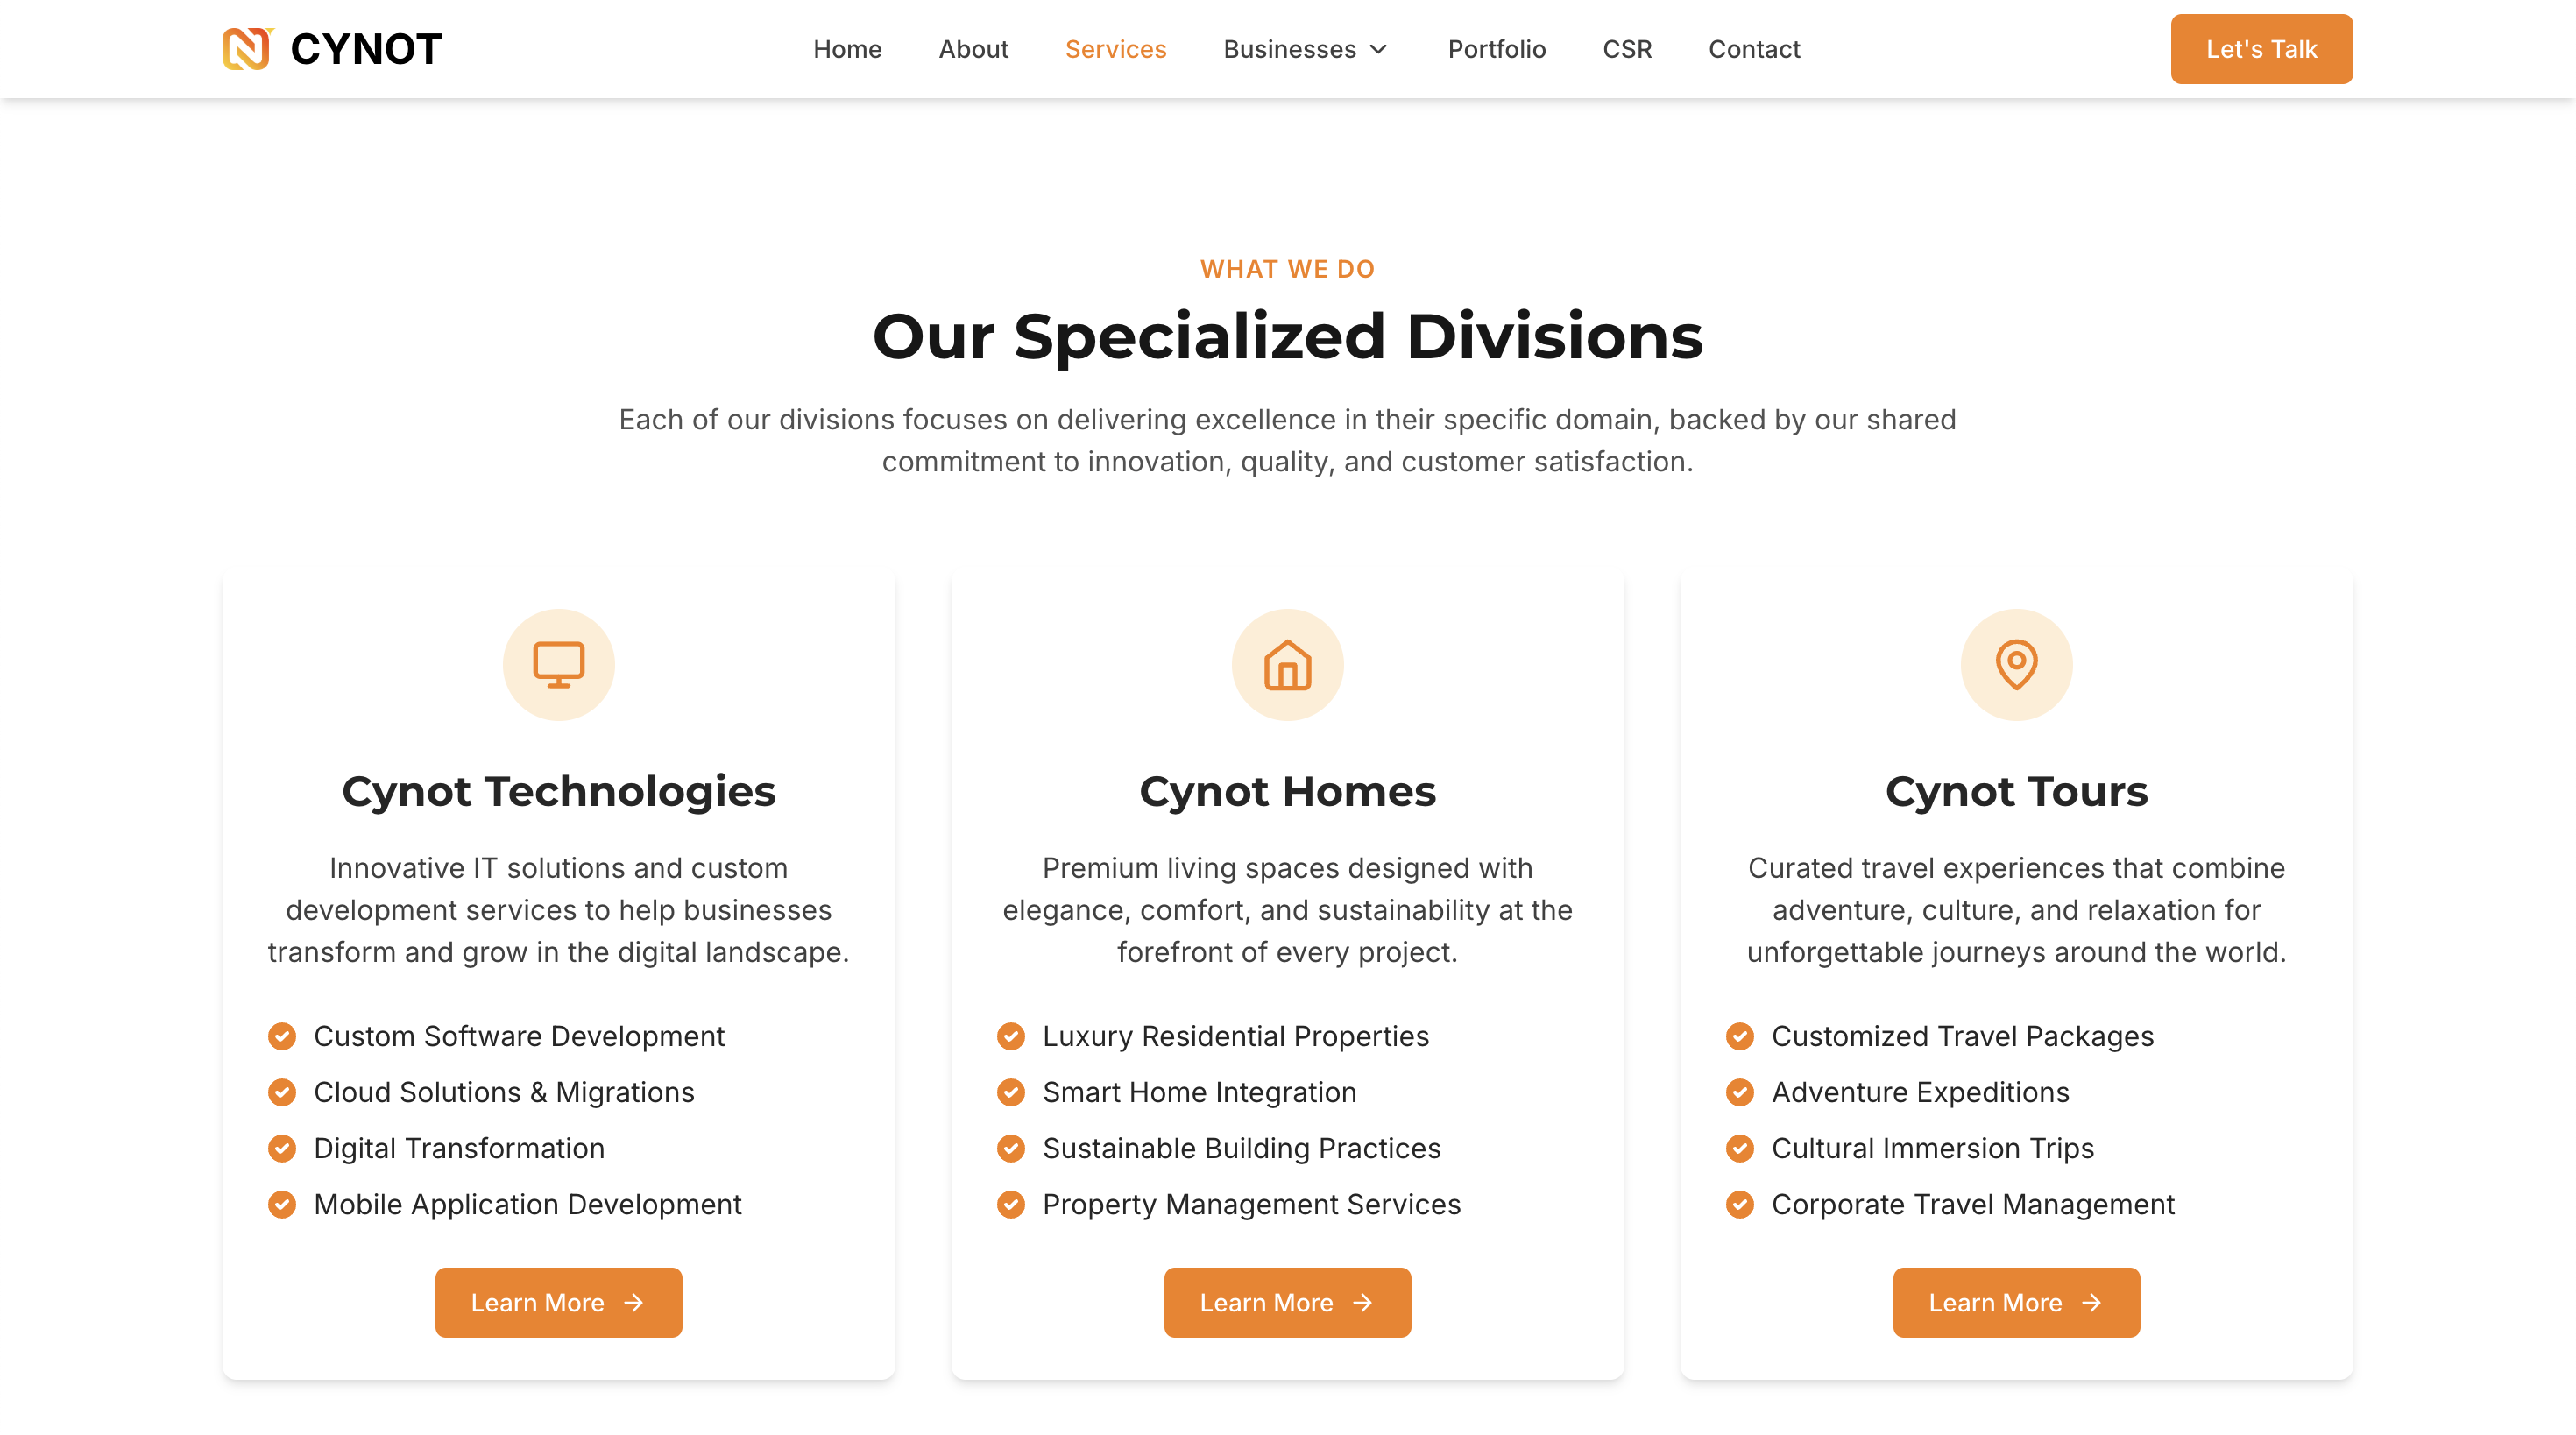 CYNOT
Home
About
Services
Businesses
Portfolio
CSR
Contact
Let's Talk
WHAT WE DO
Our Specialized Divisions
Each of our divisions focuses on delivering excellence in their specific domain, backed by our shared
commitment to innovation, quality, and customer satisfaction.
Cynot Technologies
Innovative IT solutions and custom
development services to help businesses
transform and grow in the digital landscape.
Custom Software Development
Cloud Solutions & Migrations
Digital Transformation
Mobile Application Development
Learn More
Cynot Homes
Premium living spaces designed with
elegance, comfort, and sustainability at the
forefront of every project.
Luxury Residential Properties
Smart Home Integration
Sustainable Building Practices
Property Management Services
Learn More
Cynot Tours
Curated travel experiences that combine
adventure, culture, and relaxation for
unforgettable journeys around the world.
Customized Travel Packages
Adventure Expeditions
Cultural Immersion Trips
Corporate Travel Management
Learn More